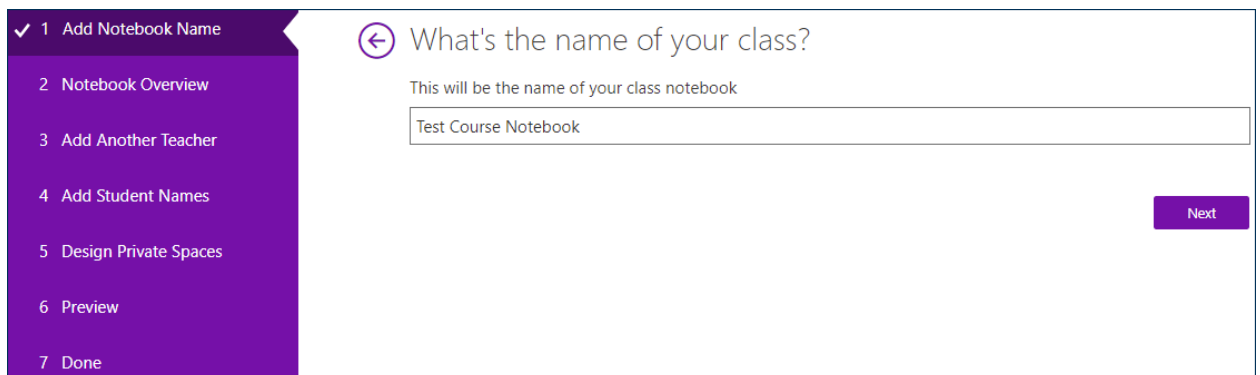 1 Add Notebook Name
2 Notebook Overview
3 Add Another Teacher
4 Add Student Names
5 Design Private Spaces
6 Preview
7 Done
What's the name of your class?
This will be the name of your class notebook
Test Course Notebook
Next